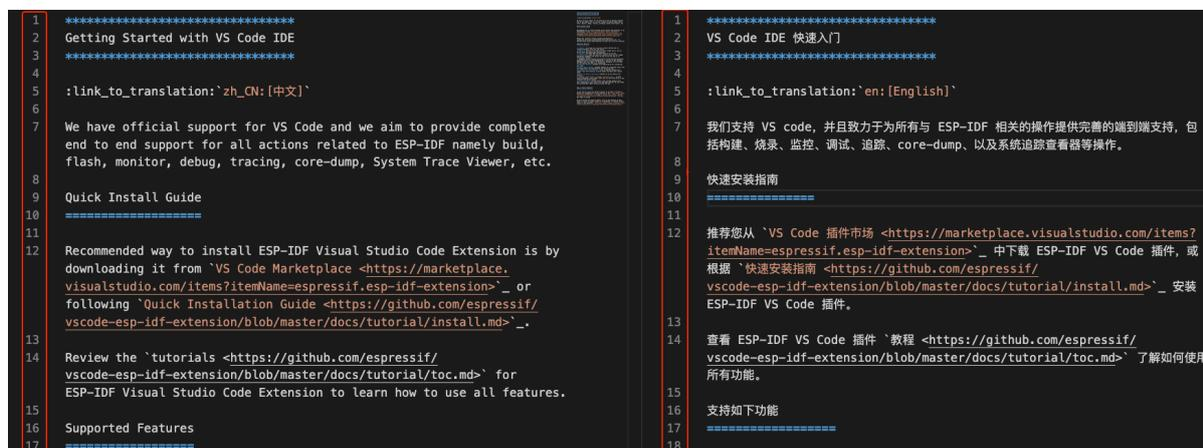 1 ********************************
2 Getting Started with VS Code IDE
3 ********************************
4
5 :link_to_translation:`zh_CN:[中文]`
6
7 We have official support for VS Code and we aim to provide complete
end to end support for all actions related to ESP-IDF namely build,
flash, monitor, debug, tracing, core-dump, System Trace Viewer, etc.
8
9 Quick Install Guide
10 ===================
11
12 Recommended way to install ESP-IDF Visual Studio Code Extension is by
downloading it from `VS Code Marketplace <https://marketplace.
visualstudio.com/items?itemName=espressif.esp-idf-extension>`_ or
following `Quick Installation Guide <https://github.com/espressif/
vscode-esp-idf-extension/blob/master/docs/tutorial/install.md>`_.
13
14 Review the `tutorials <https://github.com/espressif/
vscode-esp-idf-extension/blob/master/docs/tutorial/toc.md>` for
ESP-IDF Visual Studio Code Extension to learn how to use all features.
15
16 Supported Features
17 ==================
1 ********************************
2 VS Code IDE 快速入门
3 ********************************
4
5 :link_to_translation:`en:[English]`
6
7 我们支持 VS code，并且致力于为所有与 ESP-IDF 相关的操作提供完善的端到端支持，包
括构建、烧录、监控、调试、追踪、core-dump、以及系统追踪查看器等操作。
8
9 快速安装指南
10 ===============
11
12 推荐您从 `VS Code 插件市场 <https://marketplace.visualstudio.com/items?
itemName=espressif.esp-idf-extension>`_ 中下载 ESP-IDF VS Code 插件，或
根据 `快速安装指南 <https://github.com/espressif/
vscode-esp-idf-extension/blob/master/docs/tutorial/install.md>`_ 安装
ESP-IDF VS Code 插件。
13
14 查看 ESP-IDF VS Code 插件 `教程 <https://github.com/espressif/
vscode-esp-idf-extension/blob/master/docs/tutorial/toc.md>` 了解如何使用
所有功能。
15
16 支持如下功能
17 ==================
18